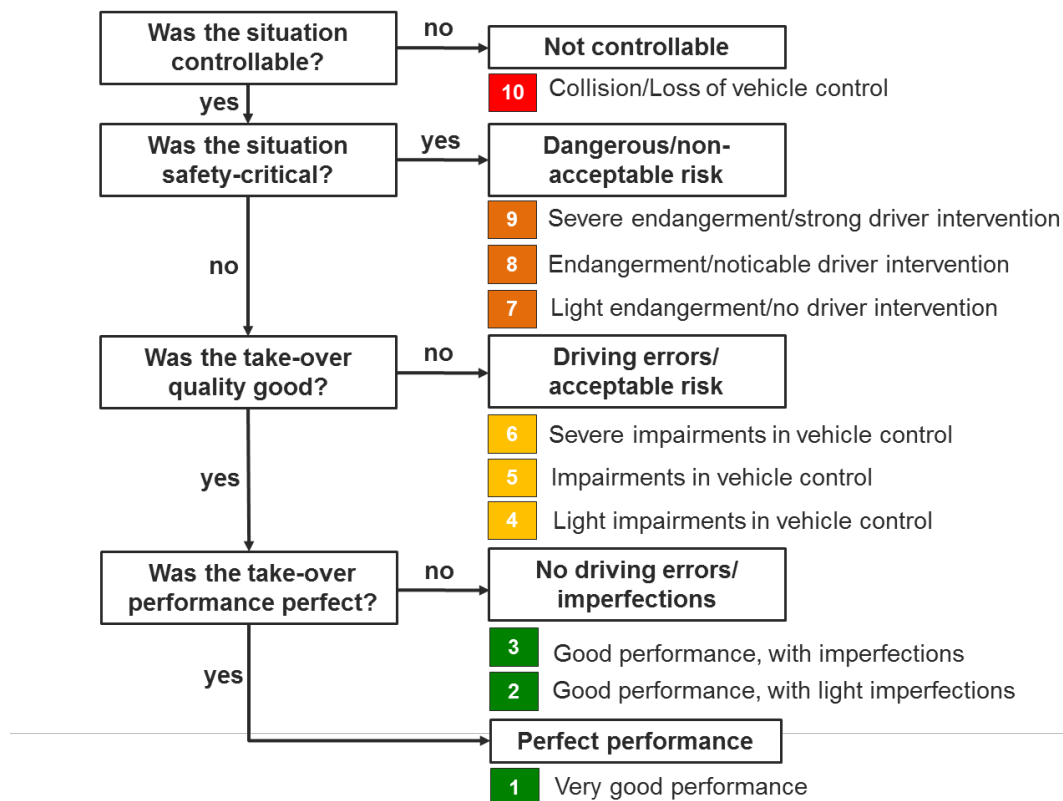 Was the situation
controllable?
no
Not controllable
10 Collision/Loss of vehicle control
yes
Was the situation
safety-critical?
yes
Dangerous/non-
acceptable risk
9 Severe endangerment/strong driver intervention
8 Endangerment/noticable driver intervention
7 Light endangerment/no driver intervention
no
Was the take-over
quality good?
no
Driving errors/
acceptable risk
6 Severe impairments in vehicle control
5 Impairments in vehicle control
4 Light impairments in vehicle control
yes
Was the take-over
performance perfect?
no
No driving errors/
imperfections
3 Good performance, with imperfections
2 Good performance, with light imperfections
yes
Perfect performance
1 Very good performance